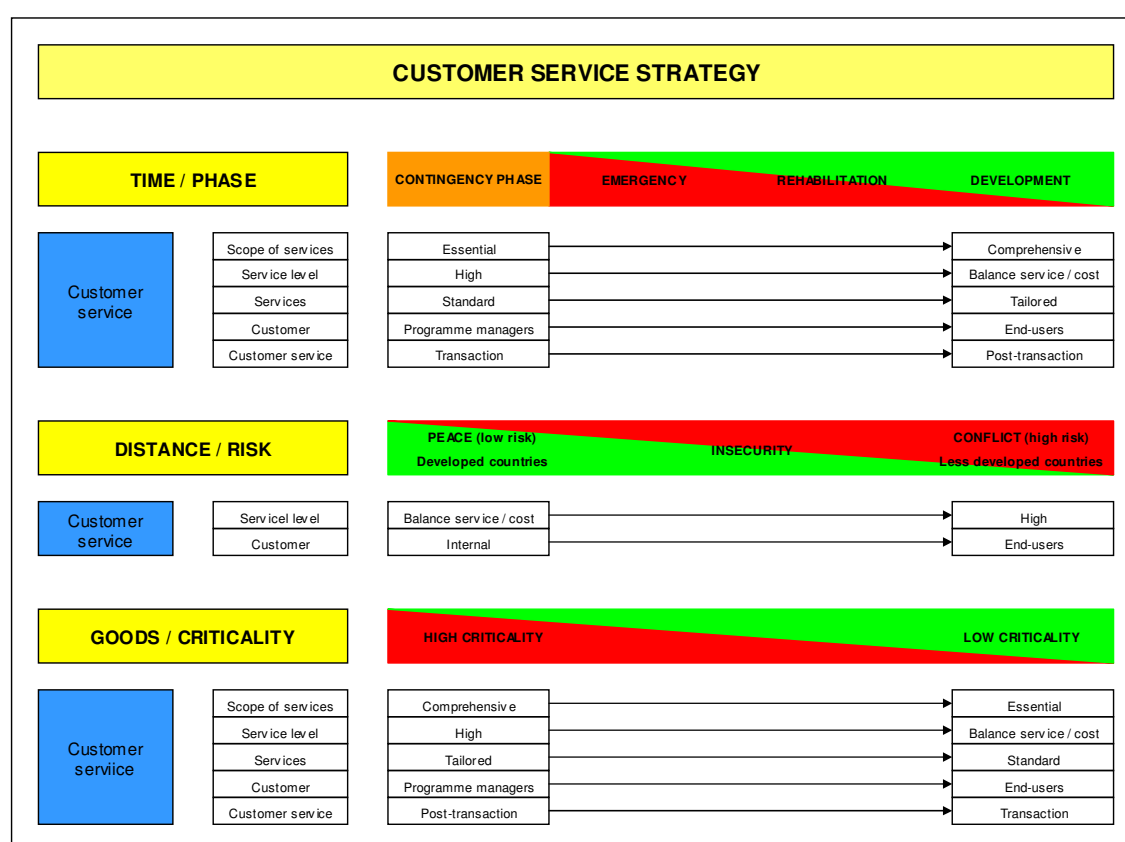 CUSTOMER SERVICE STRATEGY
TIME / PHASE
CONTINGENCY PHASE
EMERGENCY
REHABILITATION
DEVELOPMENT
Customer
service
Scope of services
Essential
Comprehensive
Service level
High
Balance service / cost
Services
Standard
Tailored
Customer
Programme managers
End-users
Customer service
Transaction
Post-transaction
DISTANCE / RISK
PEACE (low risk)
Developed countries
INSECURITY
CONFLICT (high risk)
Less developed countries
Customer
service
Servicel level
Balance service / cost
High
Customer
Internal
End-users
GOODS / CRITICALITY
HIGH CRITICALITY
LOW CRITICALITY
Customer
serviice
Scope of services
Comprehensive
Essential
Service level
High
Balance service / cost
Services
Tailored
Standard
Customer
Programme managers
End-users
Customer service
Post-transaction
Transaction